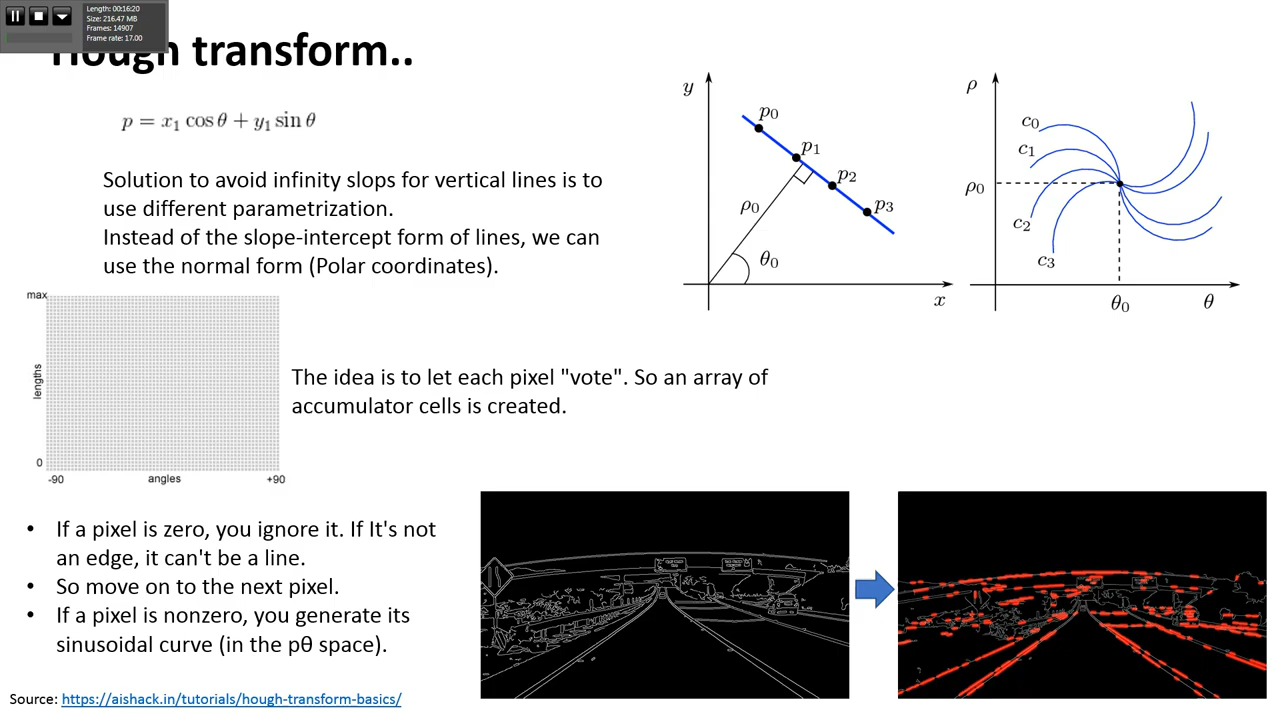 Length: 00:16:20
Size: 216.47 MB
Frames: 14907
Frame rate: 17.00
Hough transform..
p = x₁ cos θ + y₁ sin θ
Solution to avoid infinity slops for vertical lines is to
use different parametrization.
Instead of the slope-intercept form of lines, we can
use the normal form (Polar coordinates).
y
p₀
p₁
p₂
p₃
ρ₀
θ₀
x
ρ
c₀
c₁
ρ₀
c₂
c₃
θ₀
θ
max
lengths
0
-90
angles
+90
The idea is to let each pixel "vote". So an array of
accumulator cells is created.
• If a pixel is zero, you ignore it. If It's not
an edge, it can't be a line.
• So move on to the next pixel.
• If a pixel is nonzero, you generate its
sinusoidal curve (in the pθ space).
Source: https://aishack.in/tutorials/hough-transform-basics/